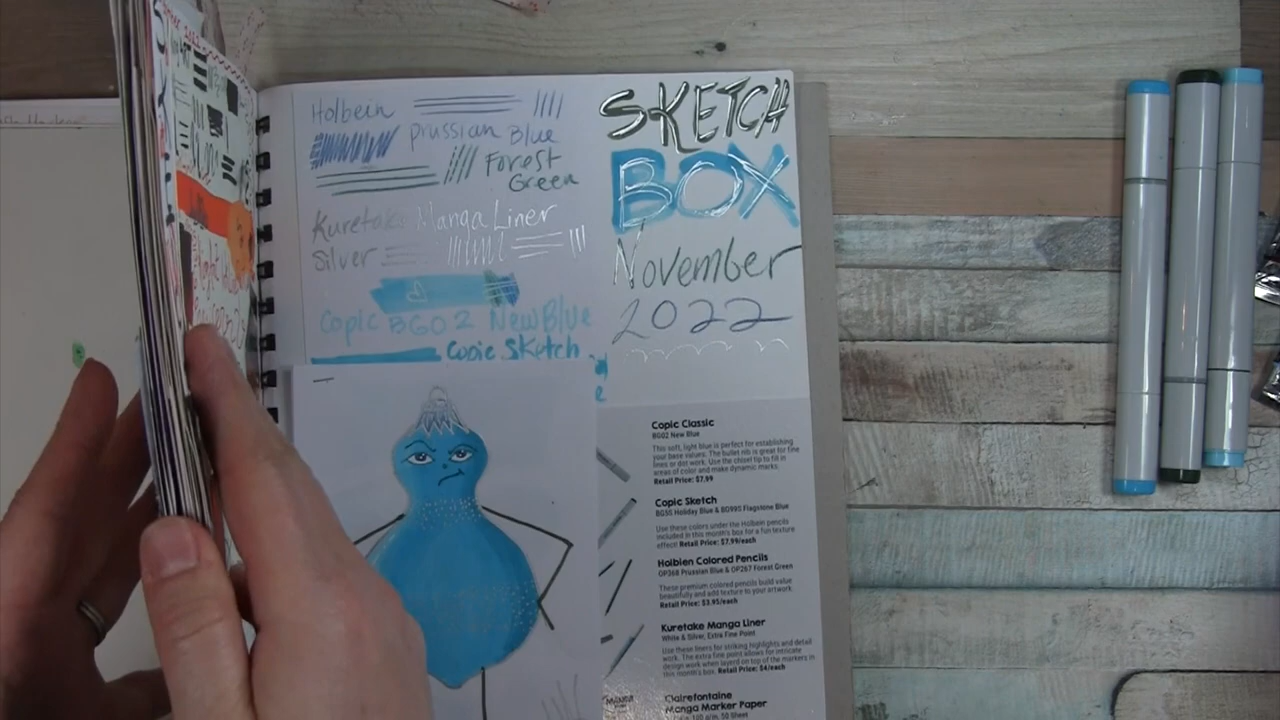 Holbein
Prussian Blue
Forest
Green
Kuretake Manga Liner
Silver
Copic BG02 New Blue
Copic Sketch
SKETCH
BOX
November
2022
Copic Classic
BG02 New Blue
This soft, light blue is perfect for establishing
your base values. The bullet nib is great for fine
lines or dot work. Use the chisel tip to fill in
areas of color and make dynamic marks.
Retail Price: $7.99
Copic Sketch
BG55 Holiday Blue & BG99S Flagstone Blue
Use these colors under the Holbein pencils
included in this month's box for a fun texture
effect! Retail Price: $7.99/each
Holbien Colored Pencils
OP368 Prussian Blue & OP267 Forest Green
These premium colored pencils build value
beautifully and add texture to your artwork.
Retail Price: $3.95/each
Kuretake Manga Liner
White & Silver, Extra Fine Point
Use these liners for striking highlights and detail
work. The extra fine point allows for intricate
design work when layerd on top of the markers in
this month's box. Retail Price: $4/each
Clairefontaine
Manga Marker Paper
50 Sheet